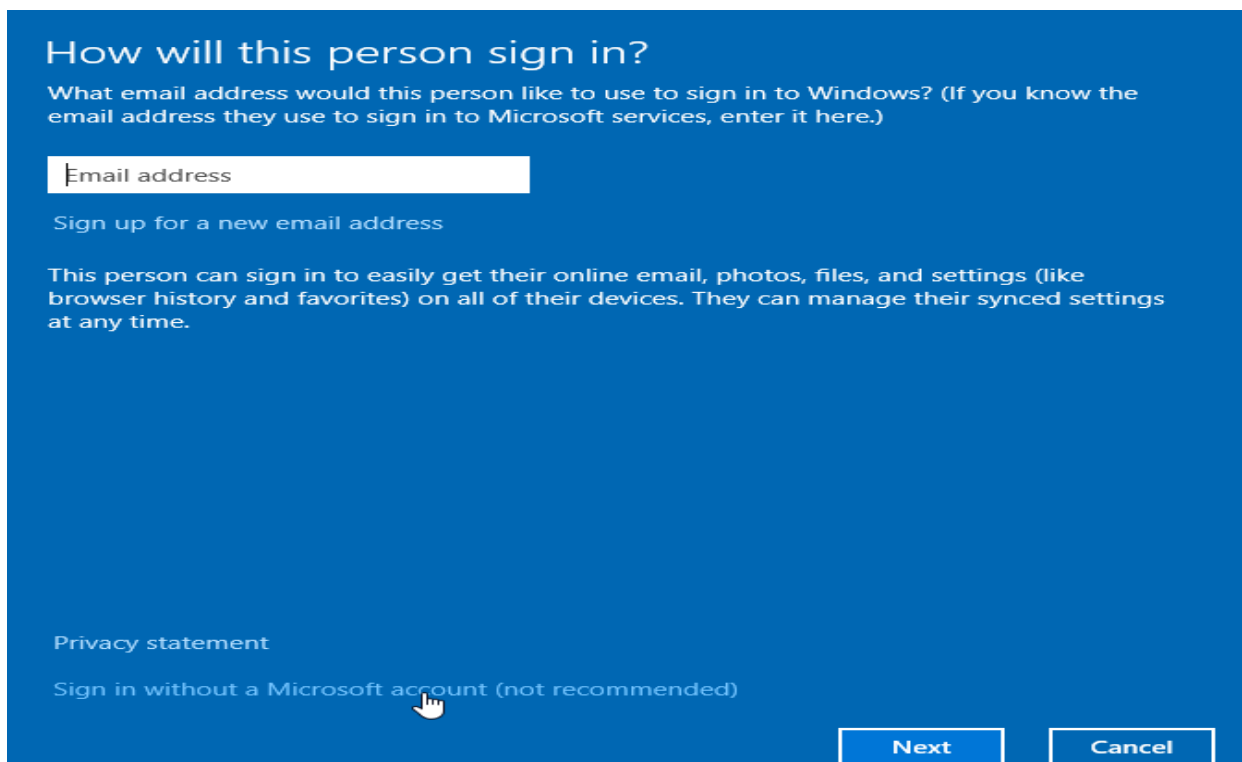 How will this person sign in?
What email address would this person like to use to sign in to Windows? (If you know the
email address they use to sign in to Microsoft services, enter it here.)
Email address
Sign up for a new email address
This person can sign in to easily get their online email, photos, files, and settings (like
browser history and favorites) on all of their devices. They can manage their synced settings
at any time.
Privacy statement
Sign in without a Microsoft account (not recommended)
Next Cancel